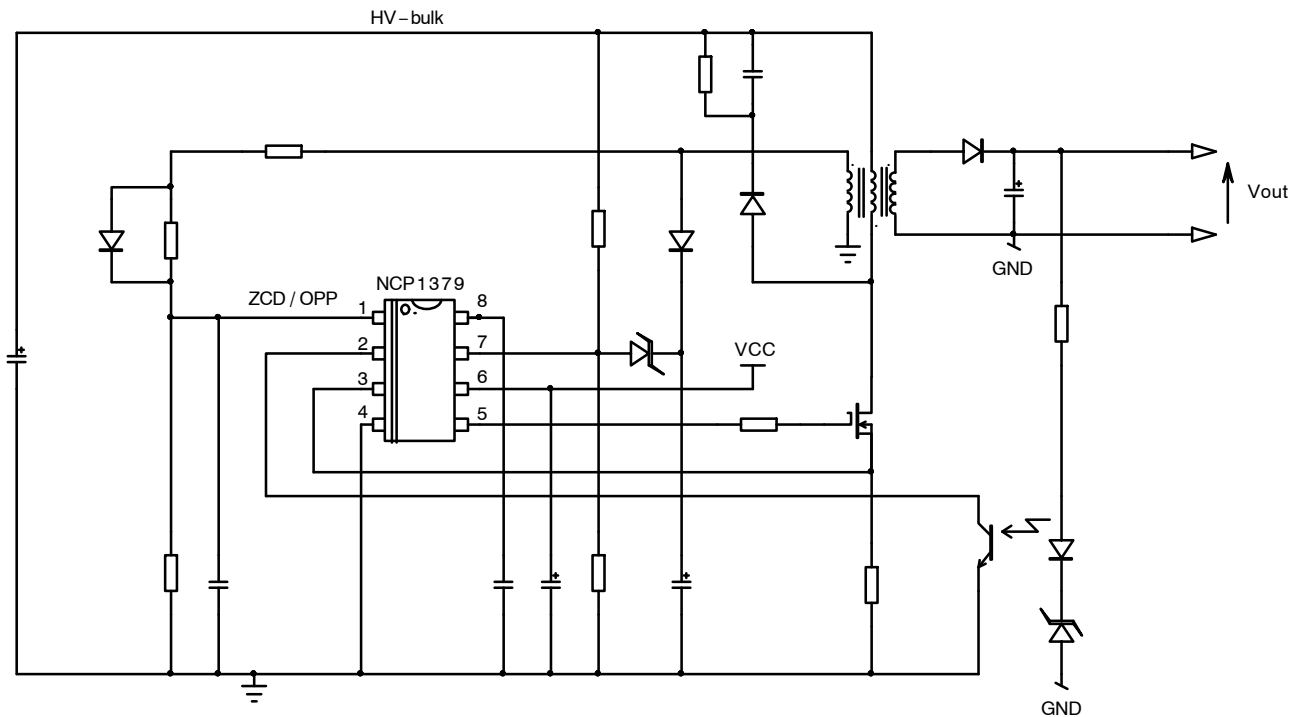 HV-bulk
Vout
GND
NCP1379
ZCD / OPP
1
8
2
7
VCC
3
6
4
5
GND